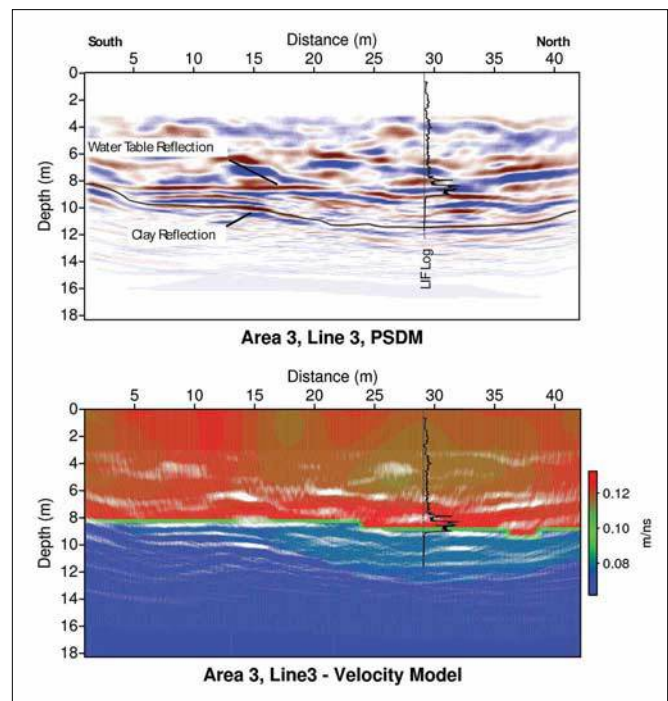 Distance (m)
South
North
5 10 15 20 25 30 35 40
0
2
4
6
8
10
12
14
16
18
Depth (m)
Water Table Reflection
Clay Reflection
LIF Log
Area 3, Line 3, PSDM
Distance (m)
5 10 15 20 25 30 35 40
0
2
4
6
8
10
12
14
16
18
Depth (m)
0.12
0.10
0.08
m/ns
Area 3, Line3 - Velocity Model